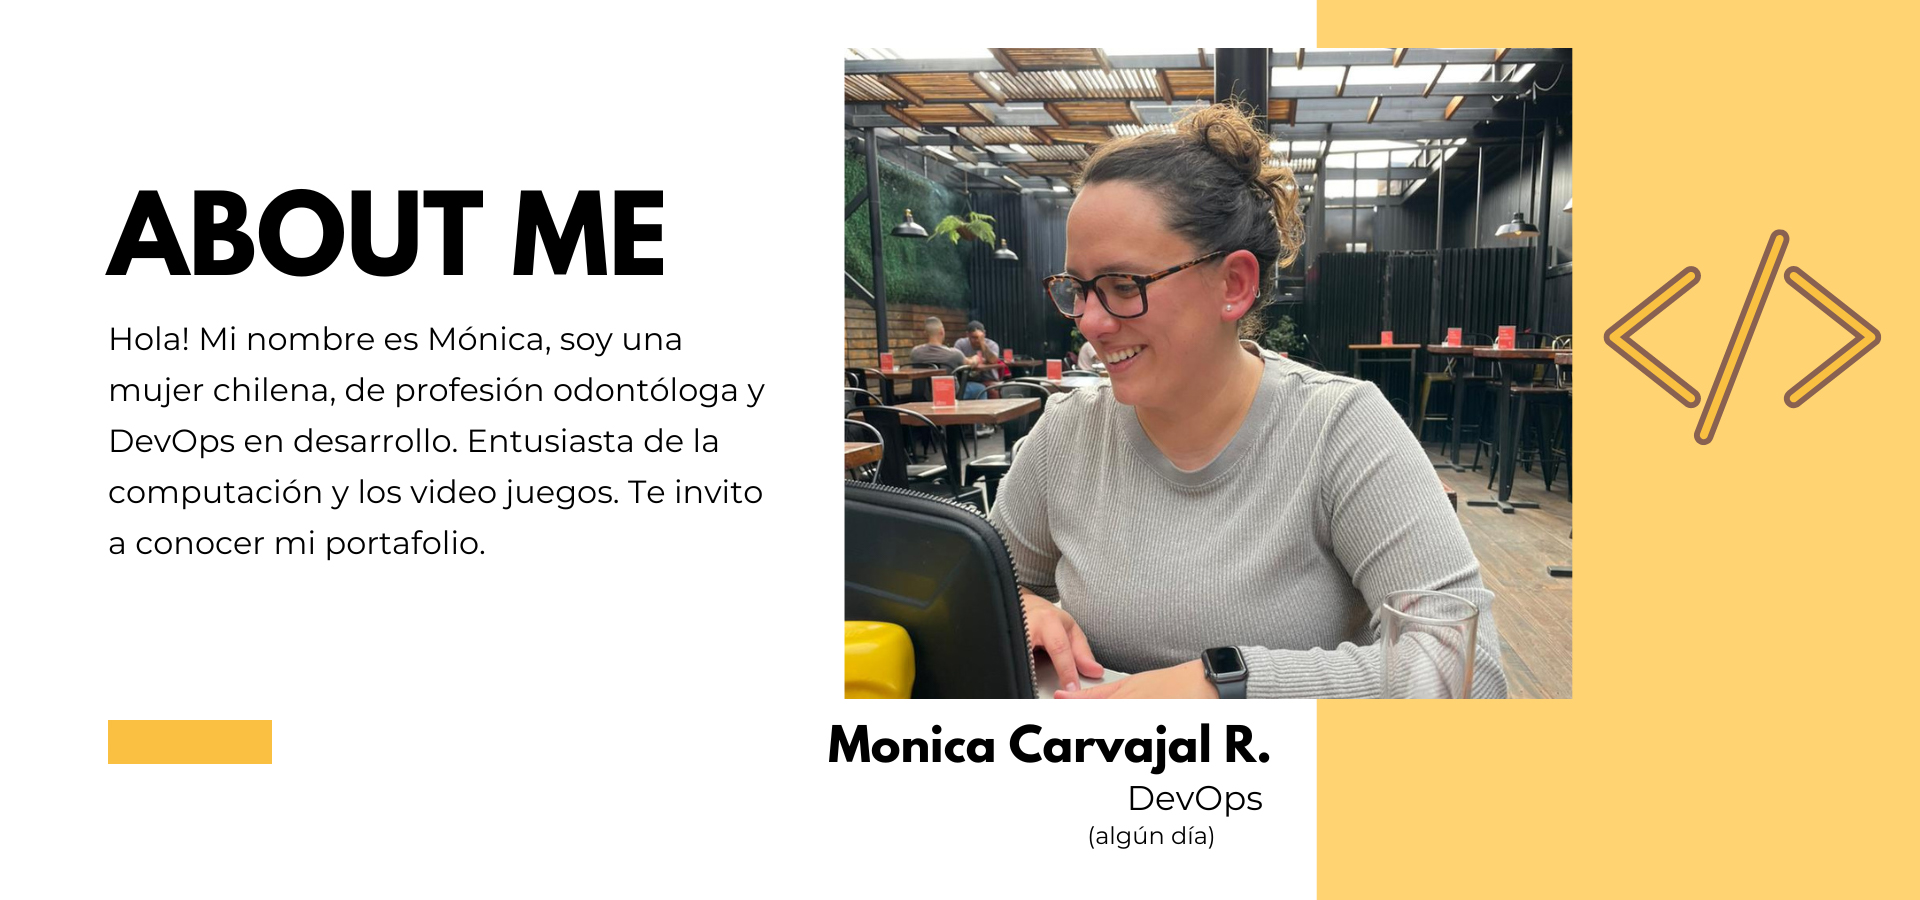 ABOUT ME
Hola! Mi nombre es Mónica, soy una
mujer chilena, de profesión odontóloga y
DevOps en desarrollo. Entusiasta de la
computación y los video juegos. Te invito
a conocer mi portafolio.
</>
Monica Carvajal R.
DevOps
(algún día)